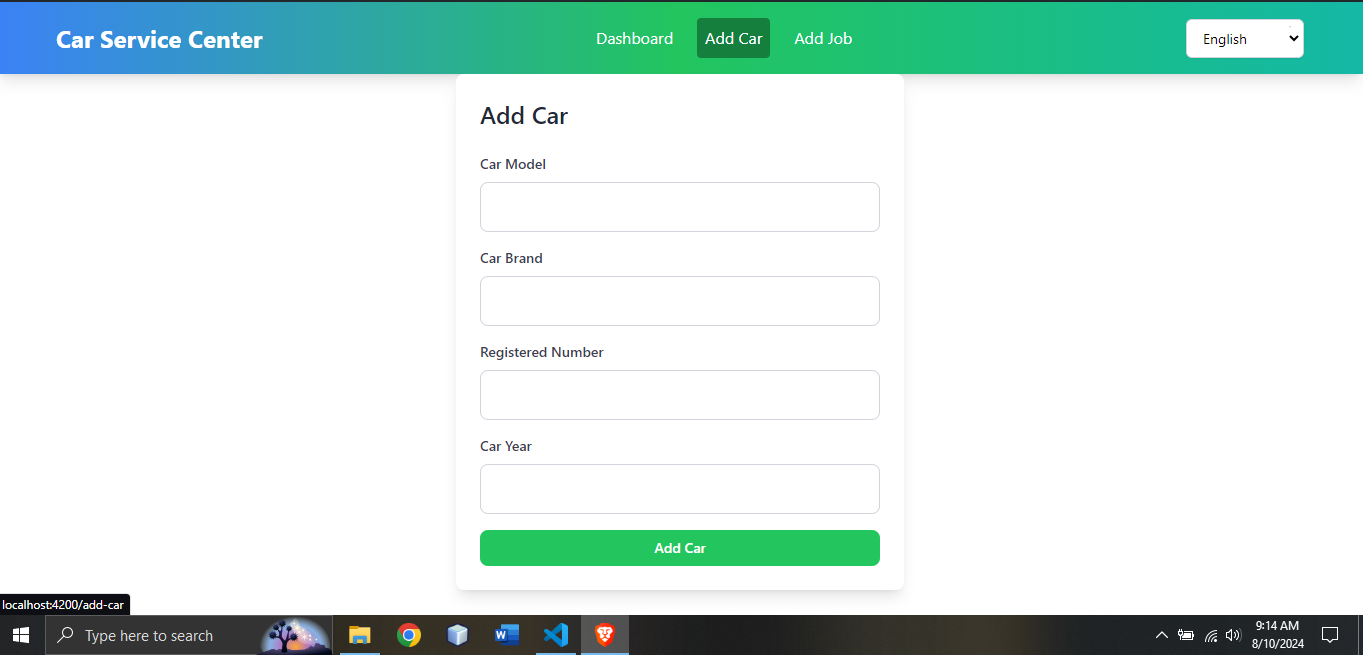 Car Service Center
Dashboard
Add Car
Add Job
English
Add Car
Car Model
Car Brand
Registered Number
Car Year
Add Car
localhost:4200/add-car
Type here to search
W
9:14 AM
8/10/2024